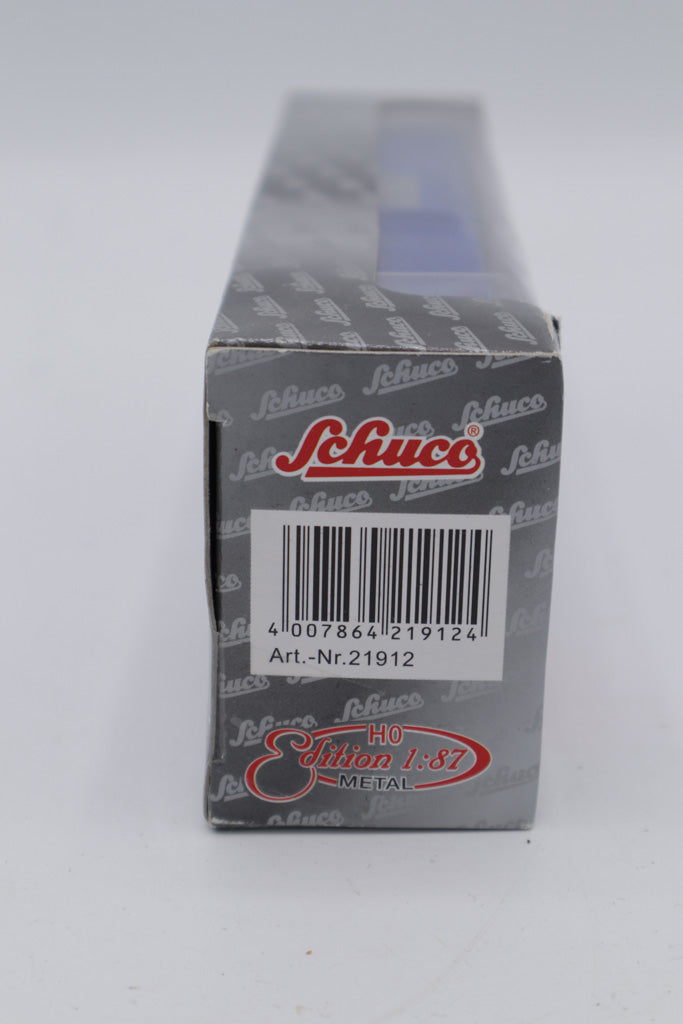 Schuco®
4 007864 219124
Art.-Nr.21912
H0
Edition 1:87
METAL